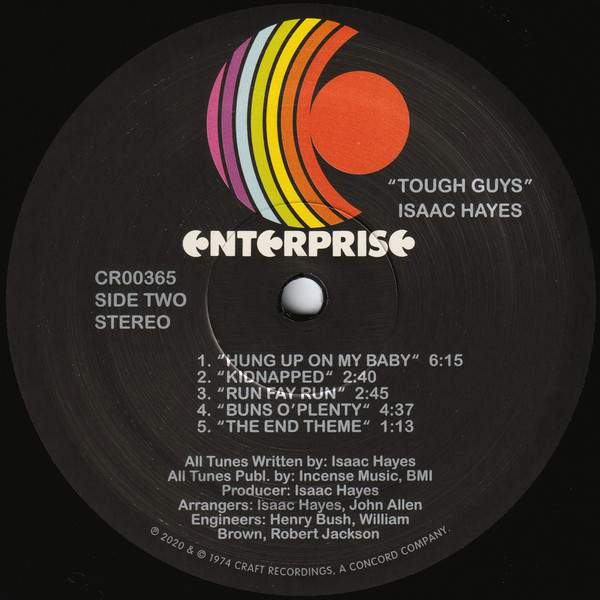 "TOUGH GUYS"
ISAAC HAYES
ENTERPRISE
CR00365
SIDE TWO
STEREO
1. "HUNG UP ON MY BABY" 6:15
2. "KIDNAPPED" 2:40
3. "RUN FAY RUN" 2:45
4. "BUNS O'PLENTY" 4:37
5. "THE END THEME" 1:13
All Tunes Written by: Isaac Hayes
All Tunes Publ. by: Incense Music, BMI
Producer: Isaac Hayes
Arrangers: Isaac Hayes, John Allen
Engineers: Henry Bush, William
Brown, Robert Jackson
℗ 2020 & © 1974 CRAFT RECORDINGS, A CONCORD COMPANY.